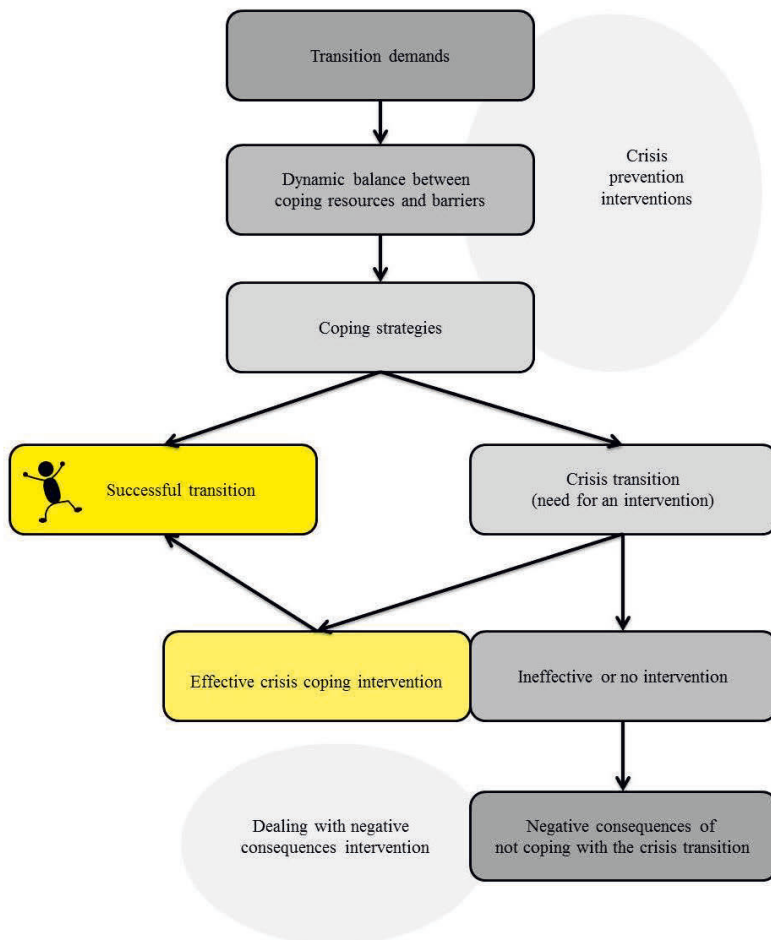 Transition demands
Crisis
prevention
interventions
Dynamic balance between
coping resources and barriers
Coping strategies
Successful transition
Crisis transition
(need for an intervention)
Effective crisis coping intervention
Ineffective or no intervention
Dealing with negative
consequences intervention
Negative consequences of
not coping with the crisis transition